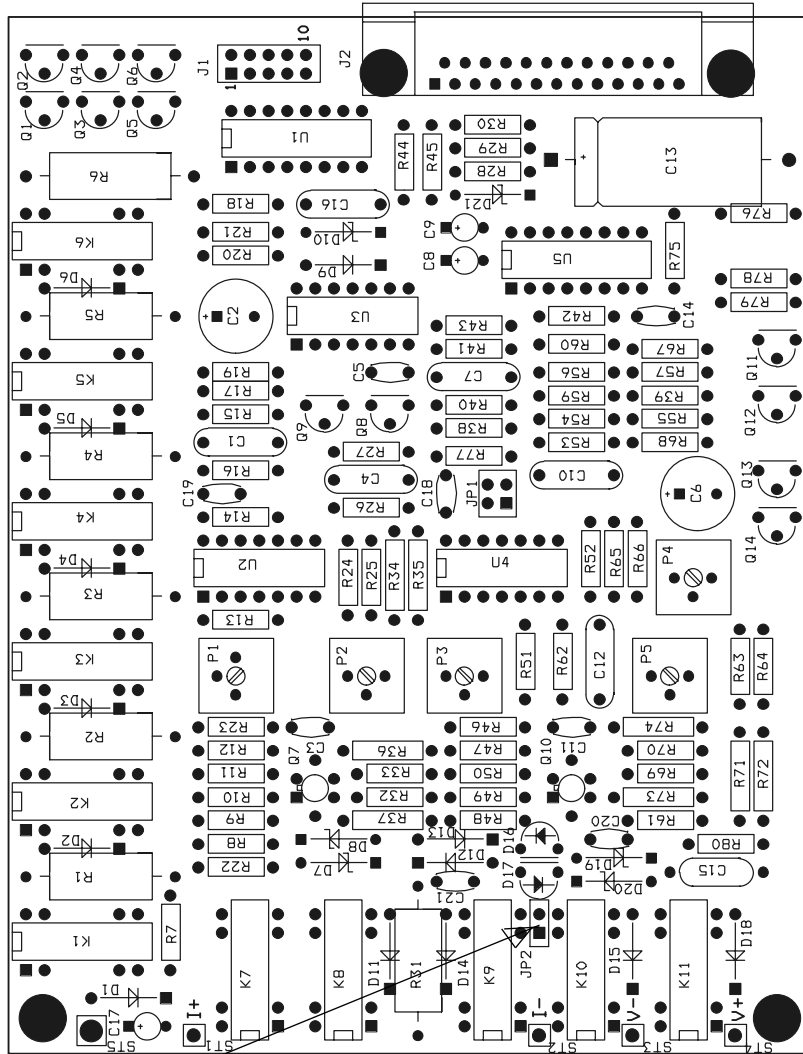 10
Q2 Q4 Q6 J1 J2
1
Q1 Q3 Q5 U1 R30
R44 R45 R29 C13
R6 R28
D21
R18 C16 R76
K6 R21 D10 C9 R75
R20 D9 C8 U5
D6 R78
R5 C2 U3 R42 C14 R79
R43
R41 R60 R67 Q11
K5 R19 C5 C7 R56 R57
R17 R59 R39 Q12
D5 R15 Q9 Q8 R40 R54 R55
R4 C1 R38 R53 R68
R27 R77
R16 C4 C18 JP1 C10 C6 Q13
C19 R26
K4 R14 Q14
D4 U2 R24 R25 R34 R35 U4 R52 R65 R66 P4
R3
R13
K3 P1 P2 P3 R51 R62 C12 P5 R63 R64
D3
R2 R23 C3 R46 C11 R74
R12 Q7 R36 R47 Q10 R70
R11 R33 R50 R69 R71 R72
K2 R10 R32 R49 R73
R9 R37 R48 R61
D2 R8 D8 D13 D16 C20 R80
R1 R22 D7 D12 D17 D19 C15
C21 D20
K1 R7
K7 K8 D11 R31 D14 K9 JP2 K10 D15 K11 D18
D1
C17 I+ I- V- V+
ST5 ST1 ST2 ST3 ST4